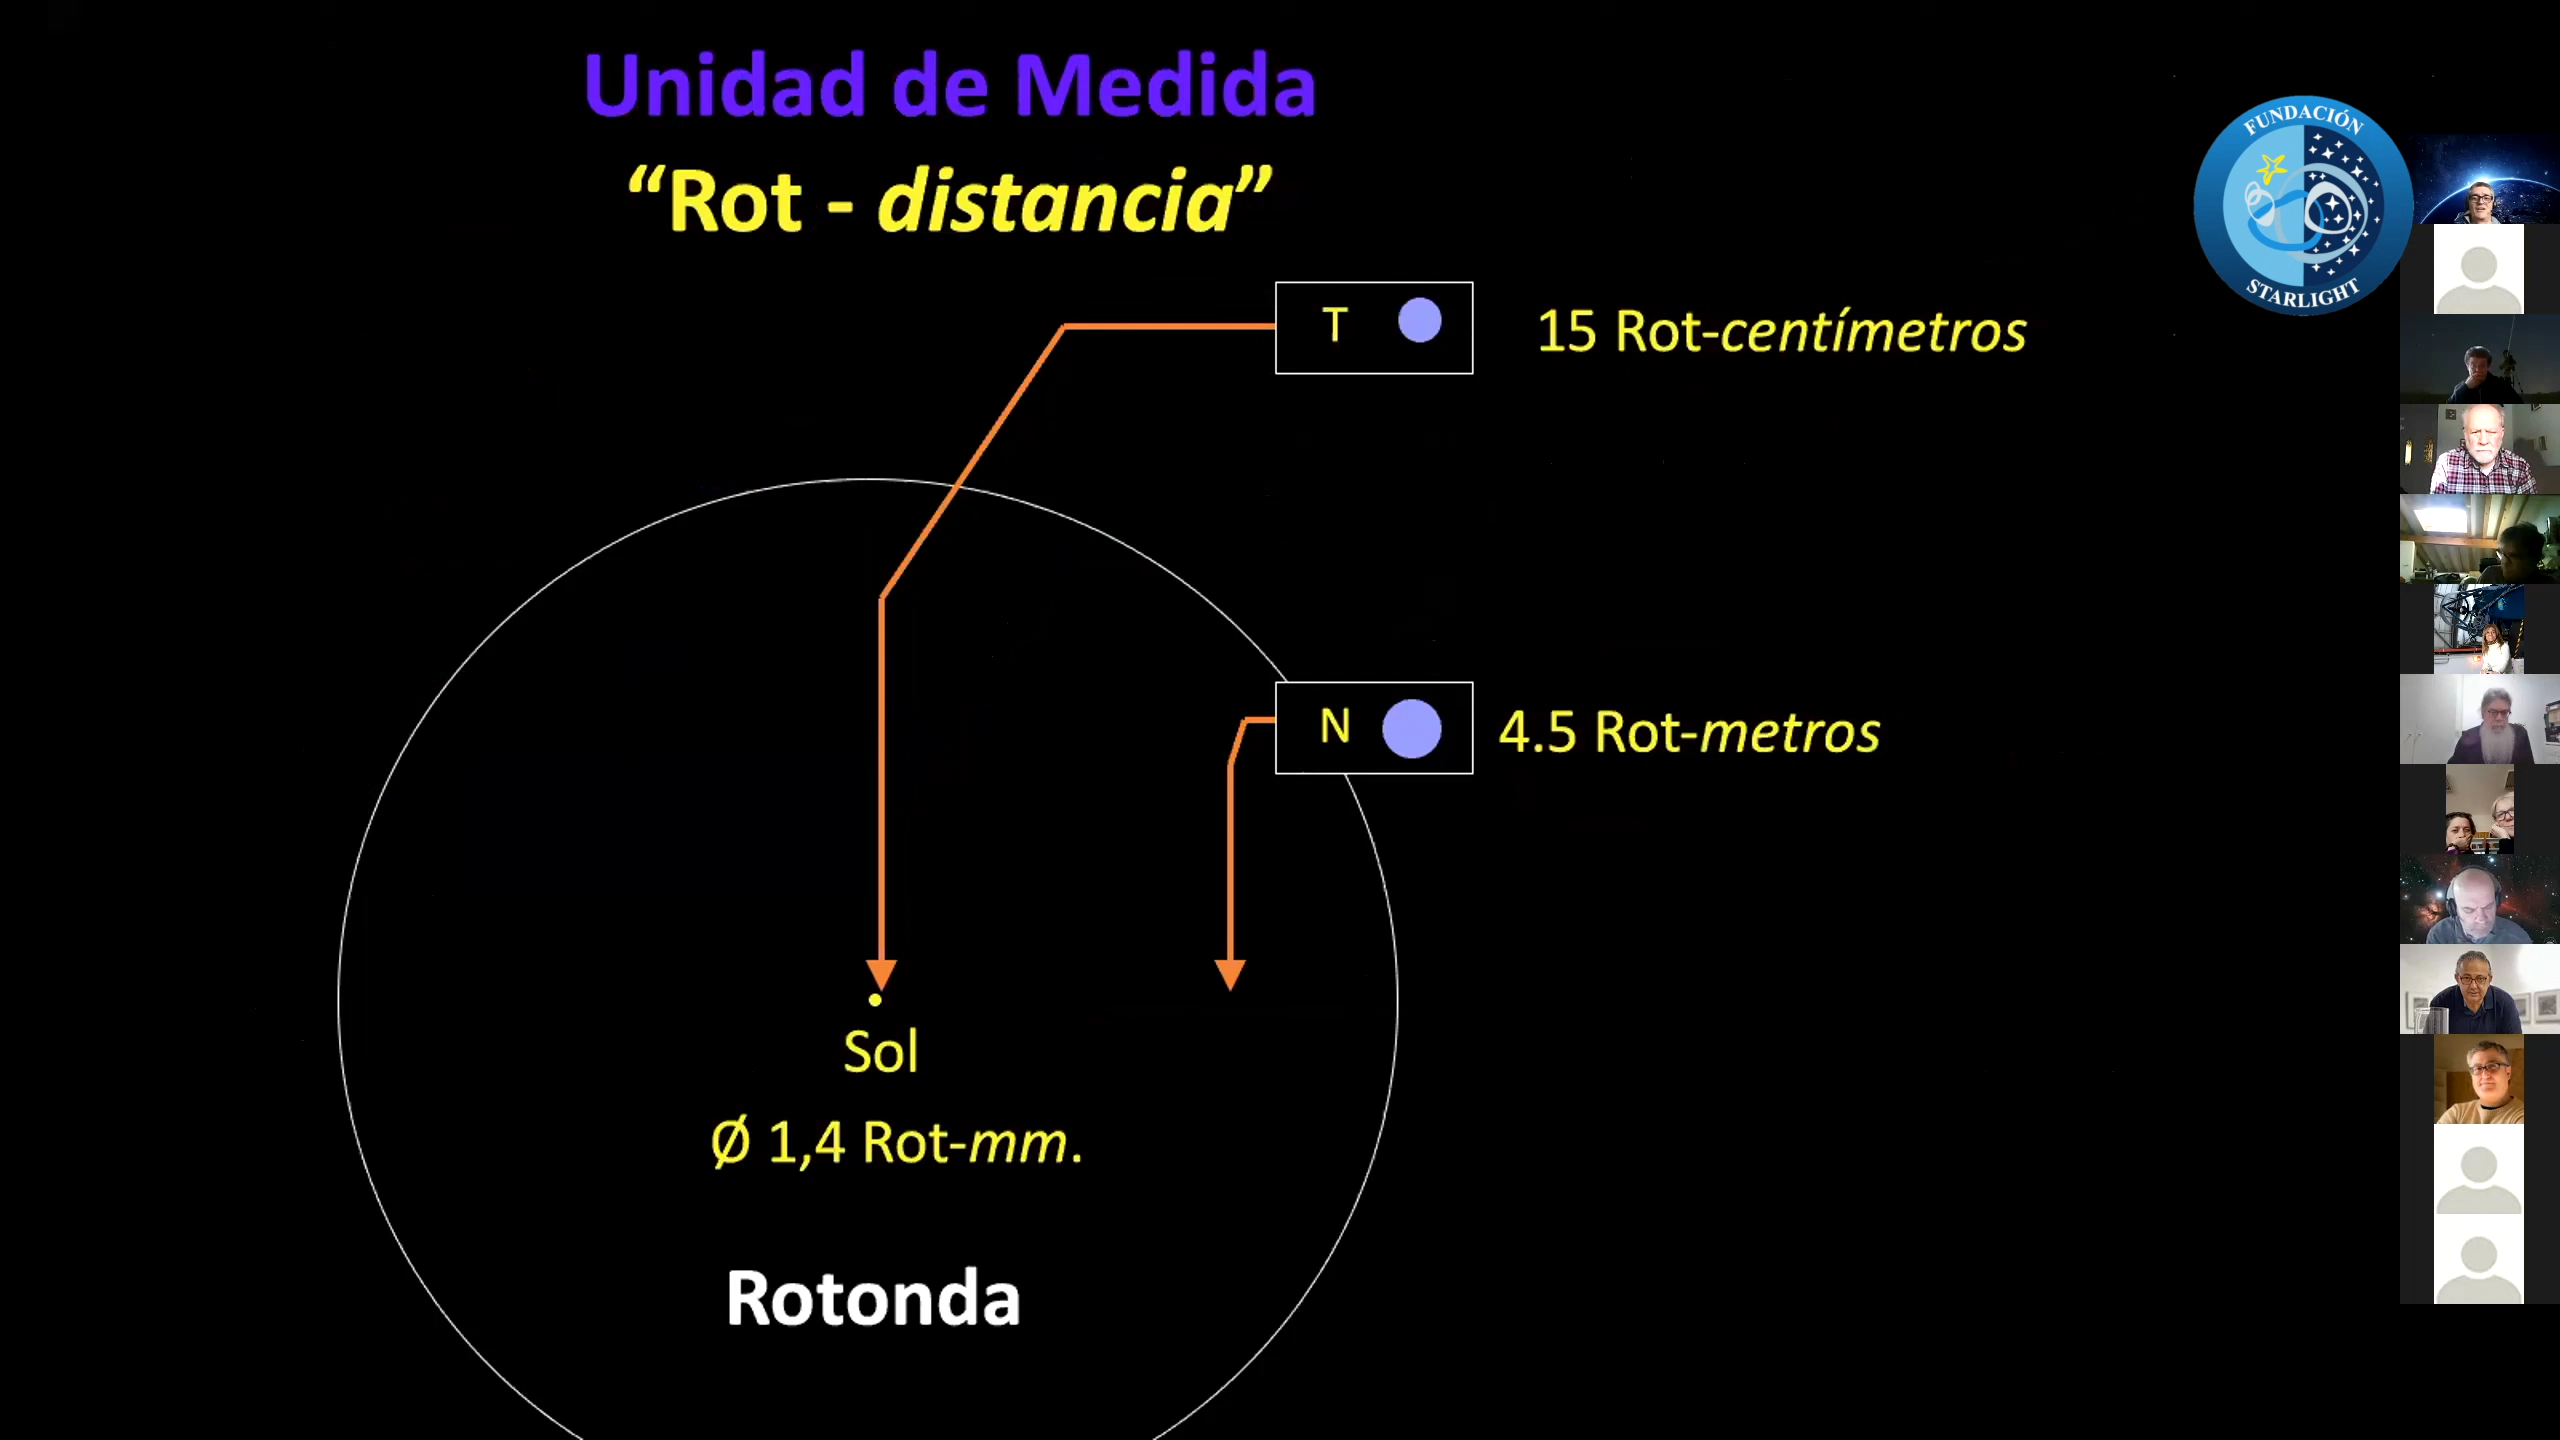 Unidad de Medida
“Rot - distancia”
FUNDACIÓN
STARLIGHT
T
15 Rot-centímetros
N
4.5 Rot-metros
Sol
Ø 1,4 Rot-mm.
Rotonda